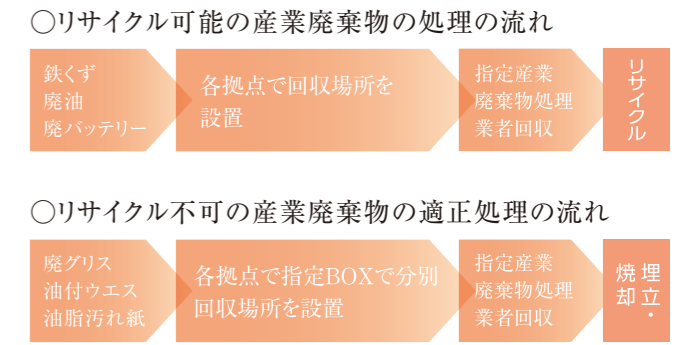 〇リサイクル可能の産業廃棄物の処理の流れ
鉄くず
廃油
廃バッテリー
各拠点で回収場所を
設置
指定産業
廃棄物処理
業者回収
リサイクル
〇リサイクル不可の産業廃棄物の適正処理の流れ
廃グリス
油付ウエス
油脂汚れ紙
各拠点で指定BOXで分別
回収場所を設置
指定産業
廃棄物処理
業者回収
埋立・
焼却